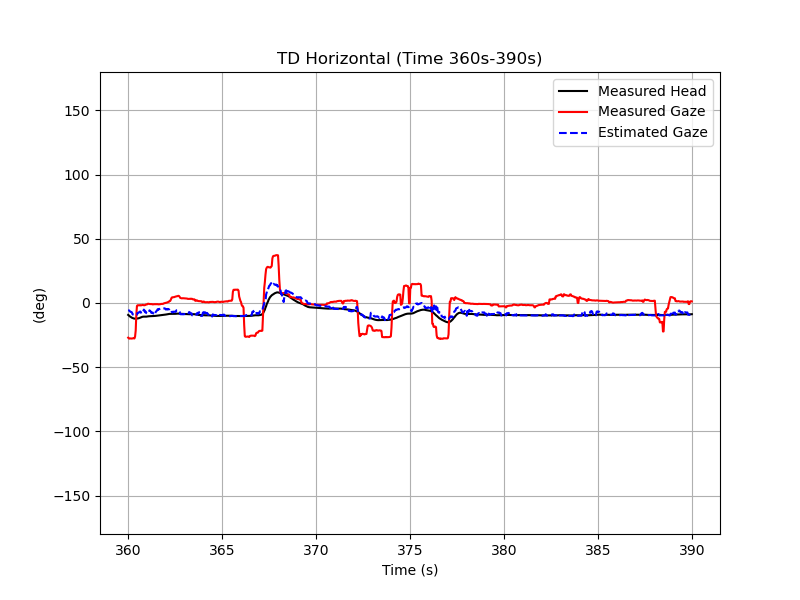 TD Horizontal (Time 360s-390s)
Measured Head
Measured Gaze
Estimated Gaze
150
100
50
0
−50
−100
−150
(deg)
360
365
370
375
380
385
390
Time (s)